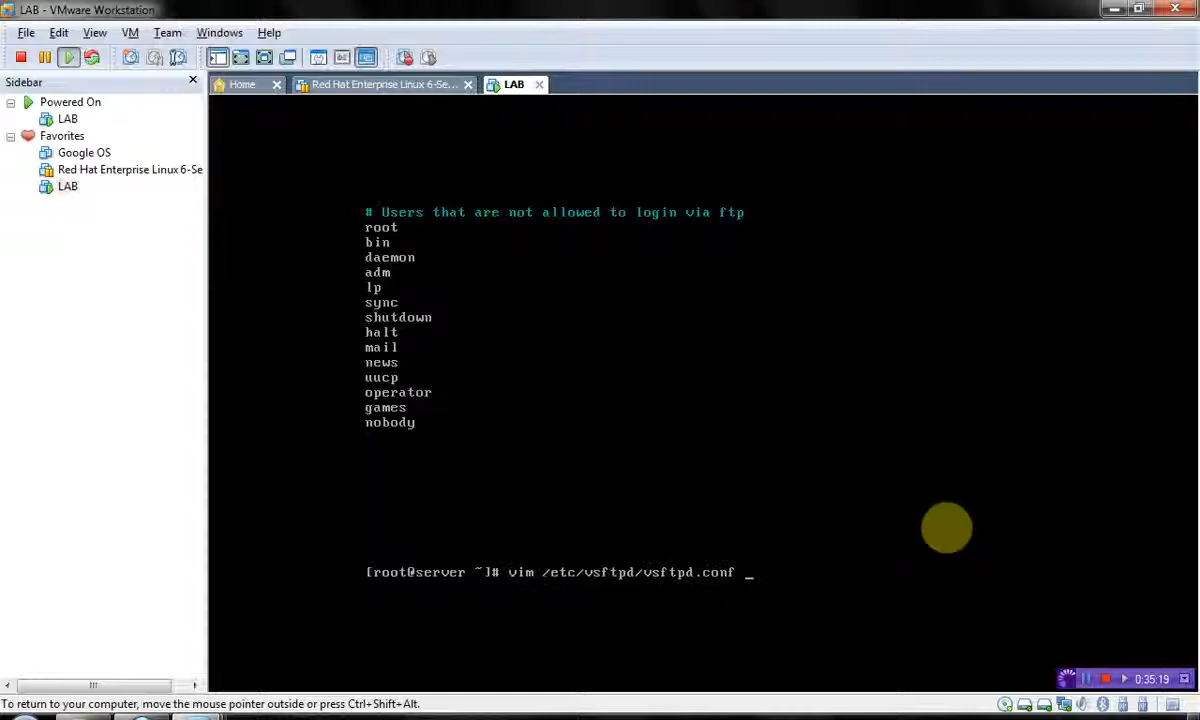 LAB - VMware Workstation
File Edit View VM Team Windows Help
Sidebar
Powered On
LAB
Favorites
Google OS
Red Hat Enterprise Linux 6-Se
LAB
Home
Red Hat Enterprise Linux 6-Se...
LAB
# Users that are not allowed to login via ftp
root
bin
daemon
adm
lp
sync
shutdown
halt
mail
news
uucp
operator
games
nobody
[root@server ~]# vim /etc/vsftpd/vsftpd.conf _
0:35:19
To return to your computer, move the mouse pointer outside or press Ctrl+Shift+Alt.